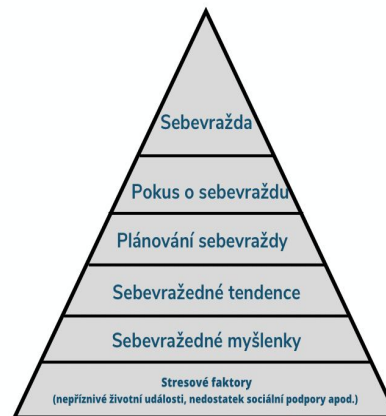 Sebevražda
Pokus o sebevraždu
Plánování sebevraždy
Sebevražedné tendence
Sebevražedné myšlenky
Stresové faktory
(nepříznivé životní události, nedostatek sociální podpory apod.)